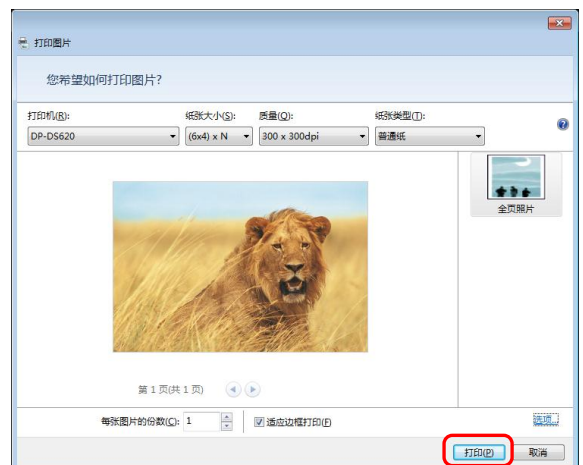 打印图片
您希望如何打印图片?
打印机(R): 纸张大小(S): 质量(Q): 纸张类型(T):
DP-DS620 (6x4) x N 300 x 300dpi 普通纸
全页照片
第 1 页(共 1 页)
每张图片的份数(C): 1 适应边框打印(F) 选项...
打印(P) 取消